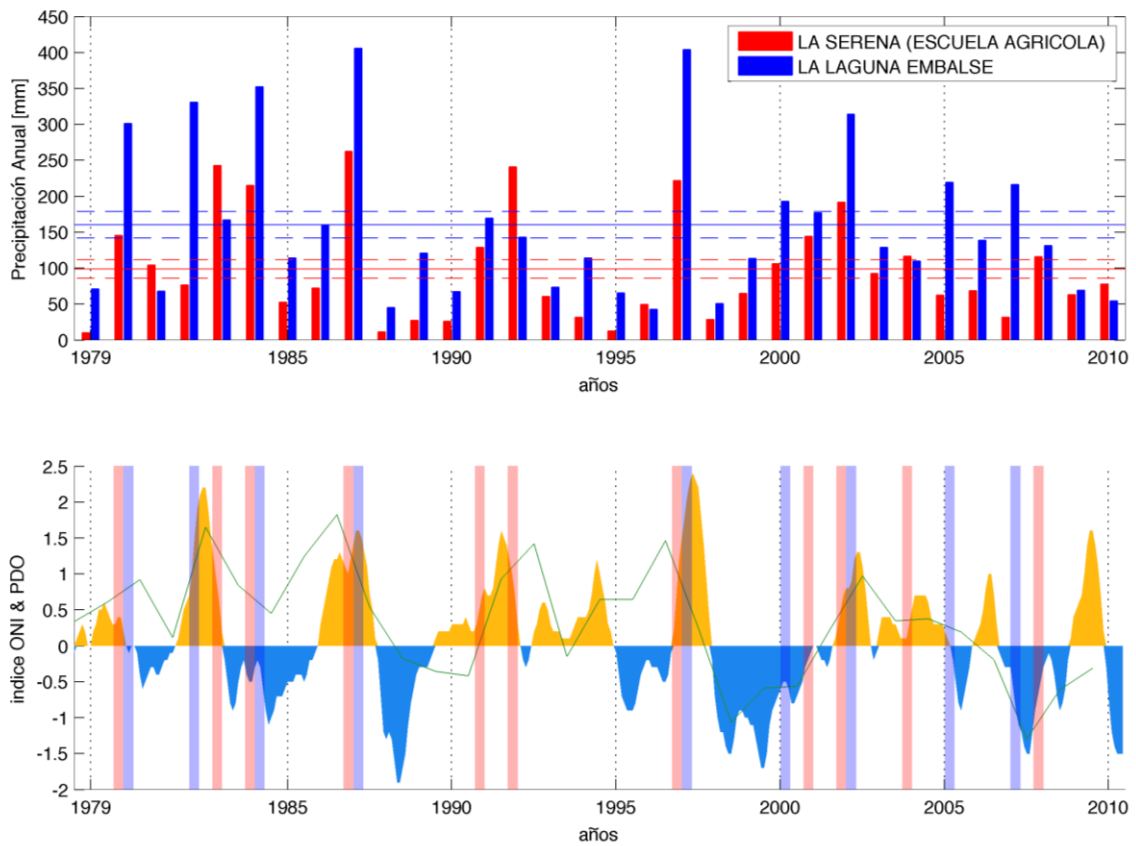 450
400
350
300
250
200
150
100
50
0
Precipitación Anual [mm]
LA SERENA (ESCUELA AGRICOLA)
LA LAGUNA EMBALSE
1979 1985 1990 1995 2000 2005 2010
años
2.5
2
1.5
1
0.5
0
-0.5
-1
-1.5
-2
indice ONI & PDO
1979 1985 1990 1995 2000 2005 2010
años